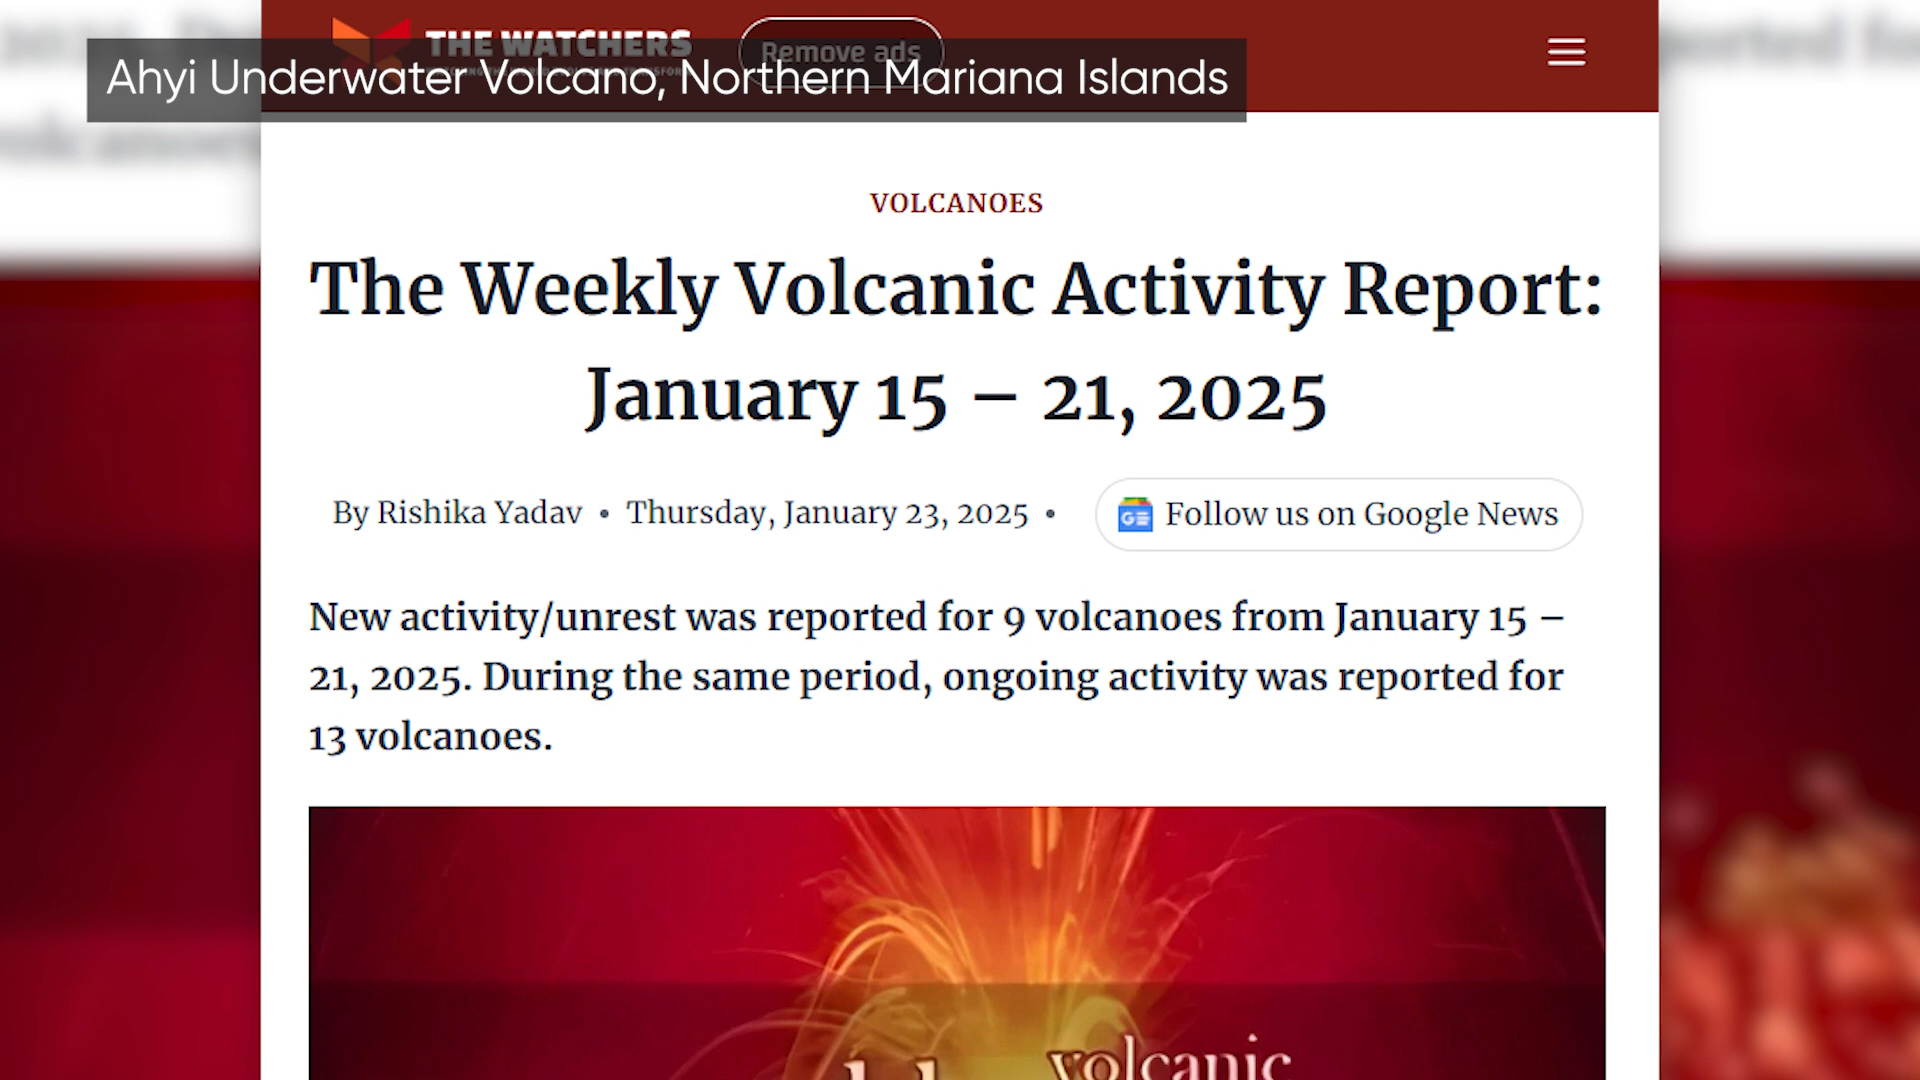 THE WATCHERS
Remove ads
Ahyi Underwater Volcano, Northern Mariana Islands
VOLCANOES
The Weekly Volcanic Activity Report:
January 15 – 21, 2025
By Rishika Yadav • Thursday, January 23, 2025 •
Follow us on Google News
New activity/unrest was reported for 9 volcanoes from January 15 –
21, 2025. During the same period, ongoing activity was reported for
13 volcanoes.
volcanic